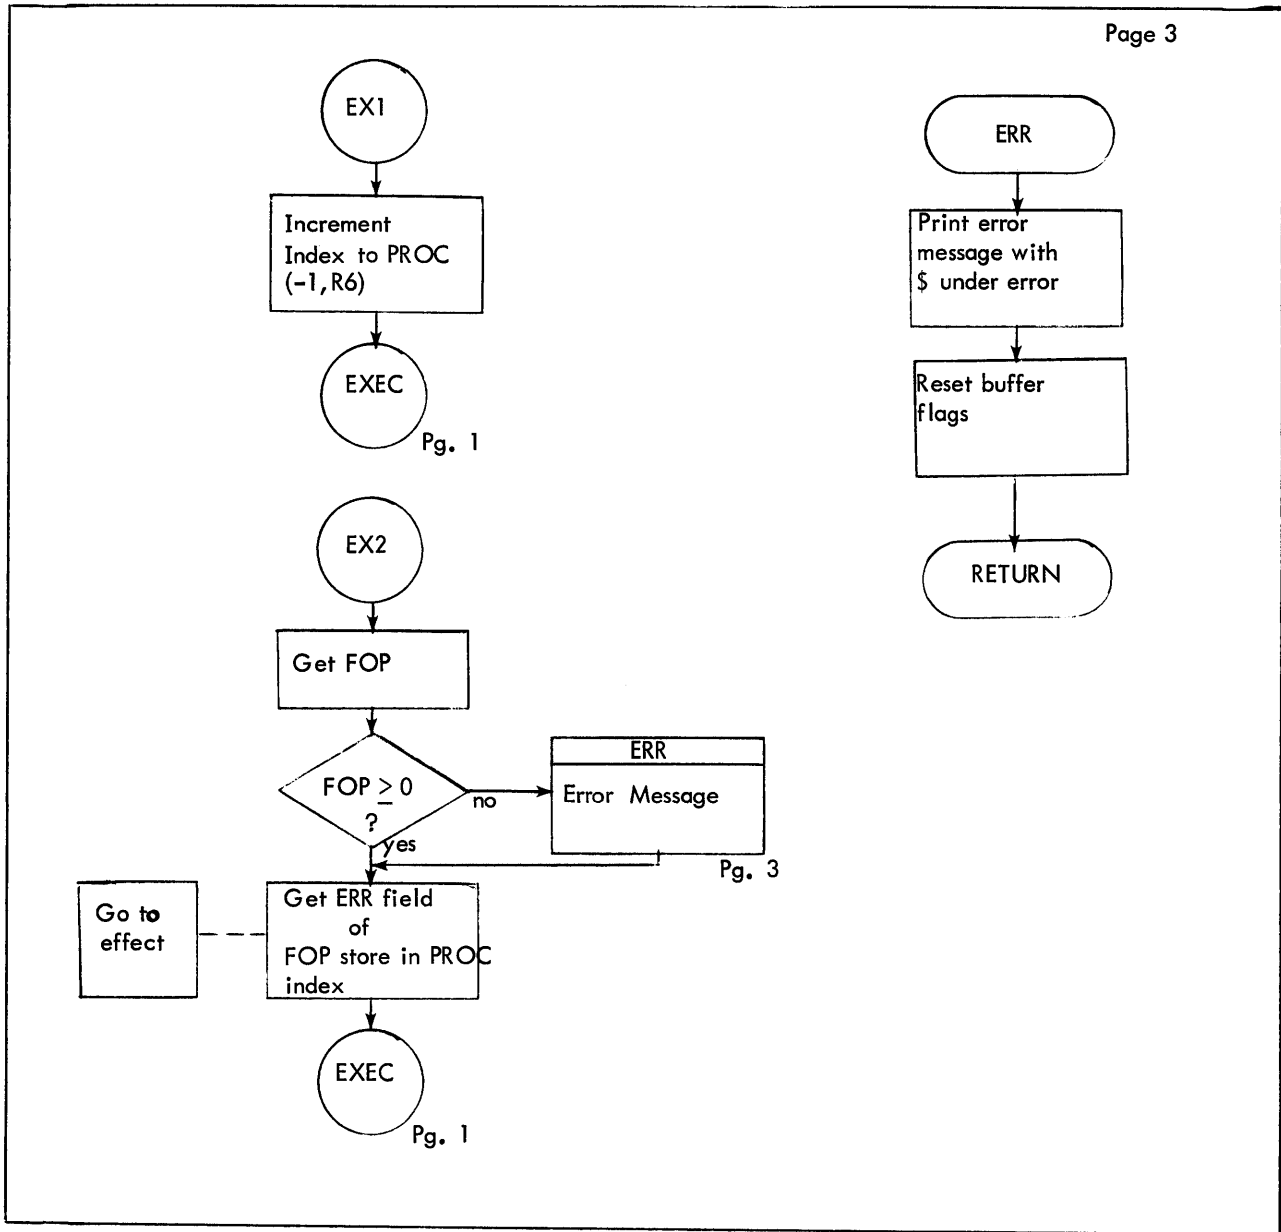 Page 3
EX1
Increment
Index to PROC
(-1,R6)
EXEC
Pg. 1
EX2
Get FOP
FOP ≥ 0
?
no
yes
ERR
Error Message
Pg. 3
Go to
effect
Get ERR field
of
FOP store in PROC
index
EXEC
Pg. 1
ERR
Print error
message with
$ under error
Reset buffer
flags
RETURN